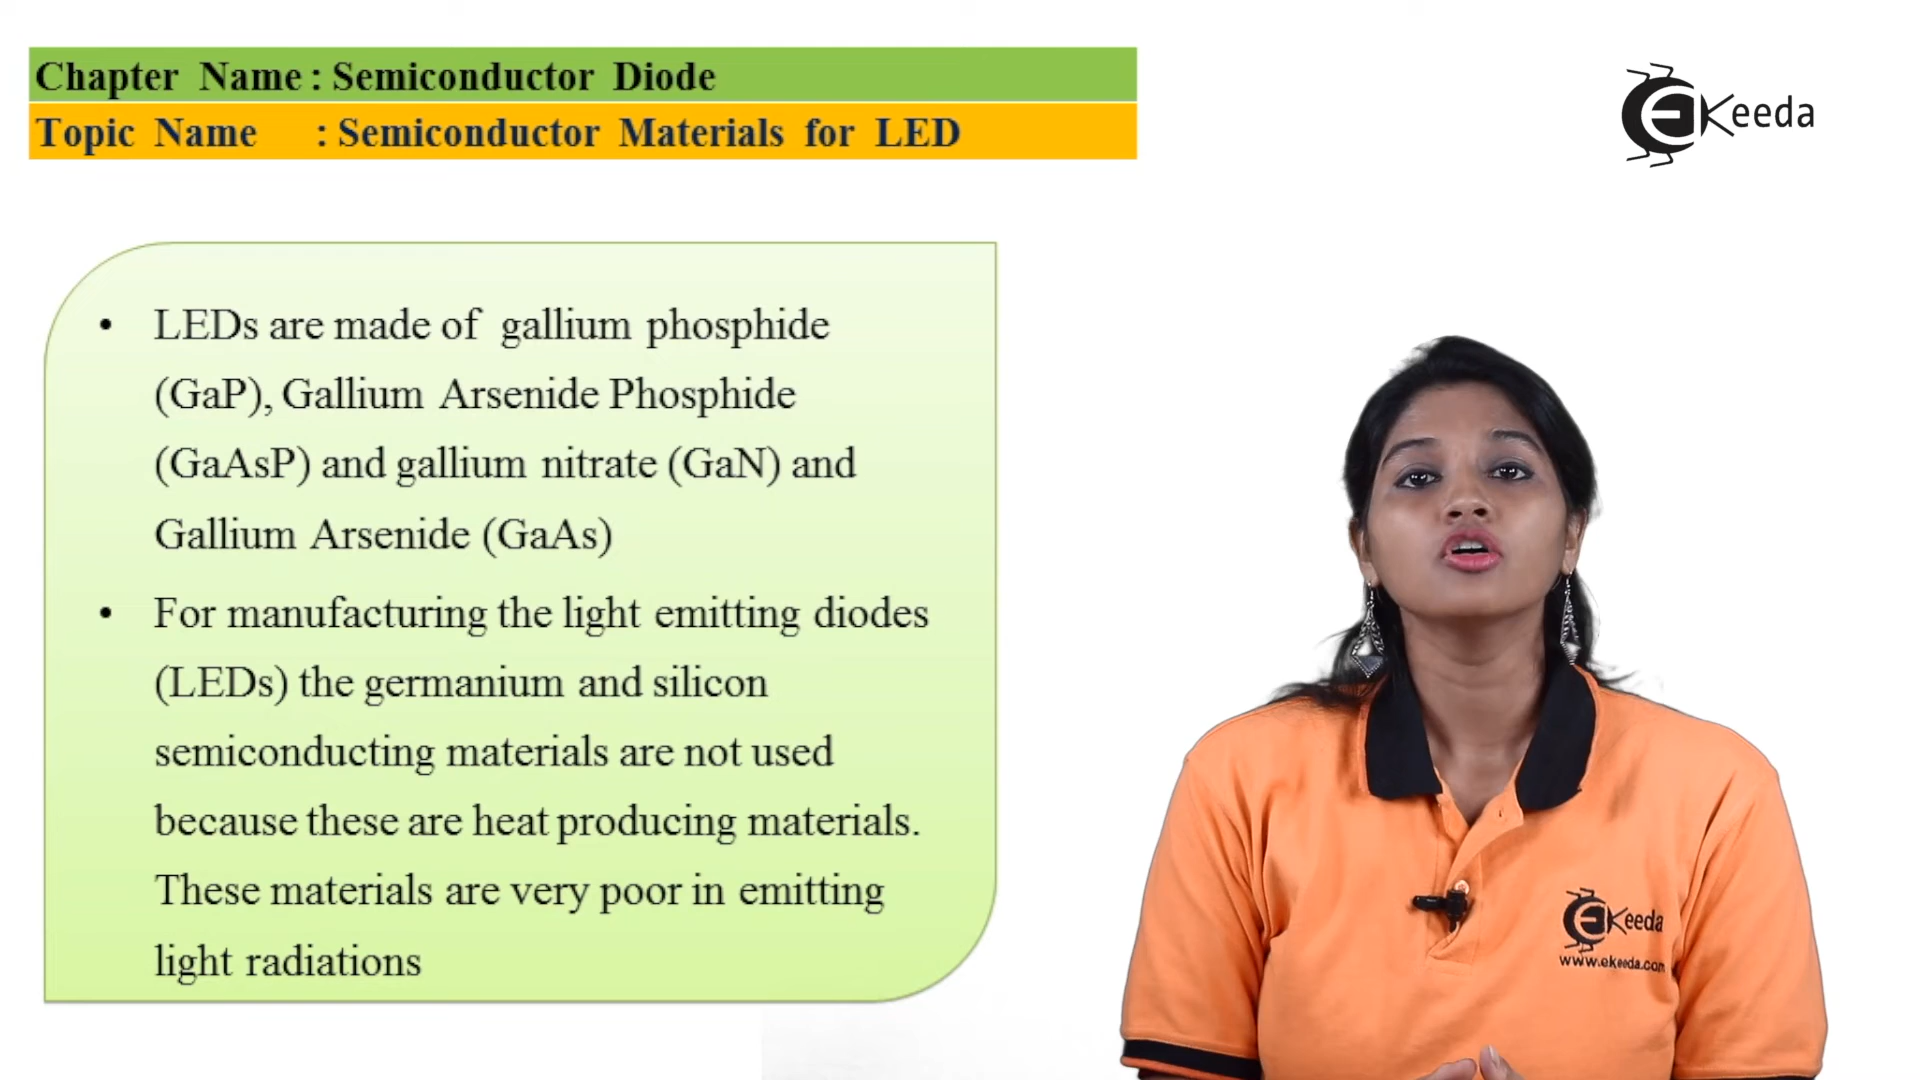 Chapter Name : Semiconductor Diode
Topic Name : Semiconductor Materials for LED
EKeeda
• LEDs are made of gallium phosphide
(GaP), Gallium Arsenide Phosphide
(GaAsP) and gallium nitrate (GaN) and
Gallium Arsenide (GaAs)
• For manufacturing the light emitting diodes
(LEDs) the germanium and silicon
semiconducting materials are not used
because these are heat producing materials.
These materials are very poor in emitting
light radiations
EKeeda
www.ekeeda.com